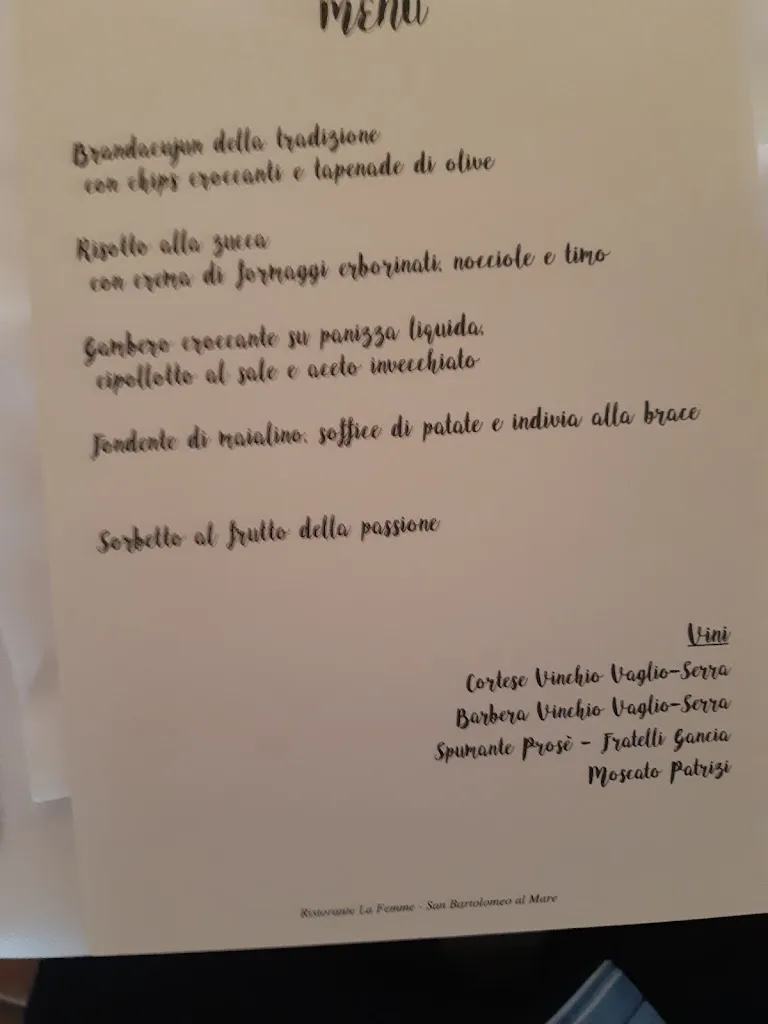 MENU
Brandacujun della tradizione
con chips croccanti e tapenade di olive
Risotto alla zucca
con crema di formaggi erborinati, nocciole e timo
Gambero croccante su panizza liquida,
cipollotto al sale e aceto invecchiato
Fondente di maialino, soffice di patate e indivia alla brace
Sorbetto al frutto della passione
Vini
Cortese Vinchio Vaglio-Serra
Barbera Vinchio Vaglio-Serra
Spumante Prosè - Fratelli Gancia
Moscato Patrizi
Ristorante La Femme - San Bartolomeo al Mare